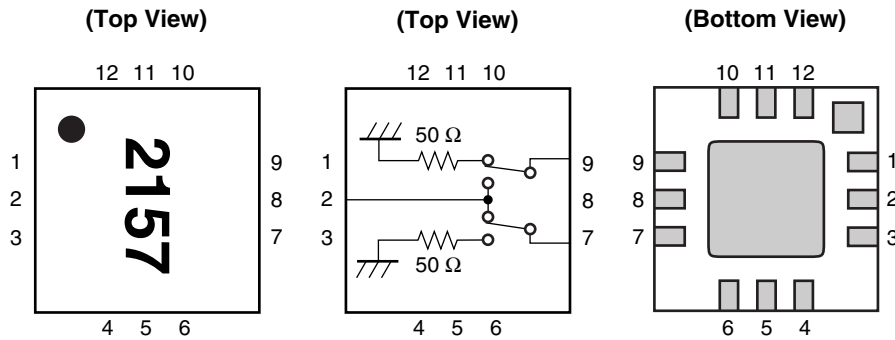 (Top View) (Top View) (Bottom View)
12 11 10 12 11 10 10 11 12
2157
50 Ω
1 9 1 9 9 1
2 8 2 8 8 2
3 7 3 7 7 3
50 Ω
4 5 6 4 5 6 6 5 4